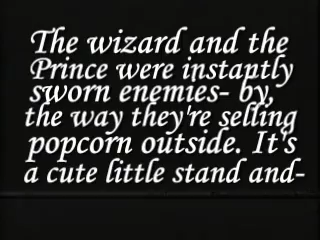 The wizard and the
Prince were instantly
sworn enemies- by,
the way they're selling
popcorn outside. It's
a cute little stand and-